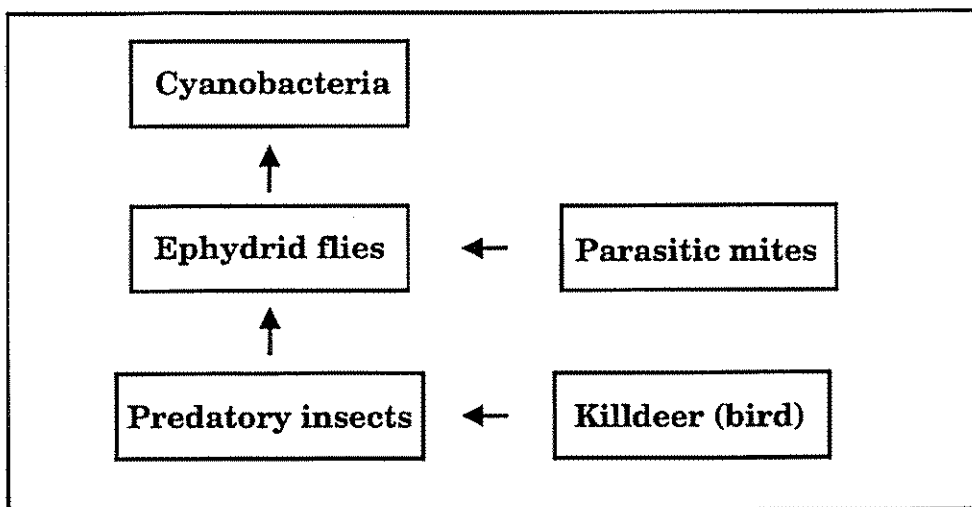 Cyanobacteria
Ephydrid flies
Parasitic mites
Predatory insects
Killdeer (bird)